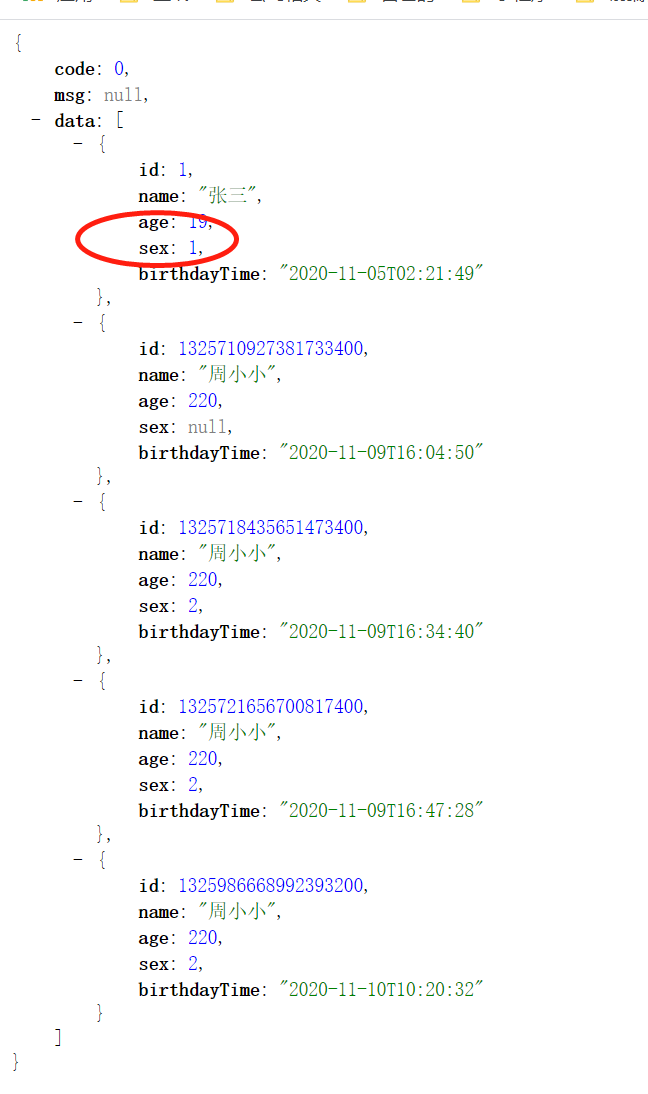 {
code: 0,
msg: null,
- data: [
- {
id: 1,
name: "张三",
age: 19,
sex: 1,
birthdayTime: "2020-11-05T02:21:49"
},
- {
id: 1325710927381733400,
name: "周小小",
age: 220,
sex: null,
birthdayTime: "2020-11-09T16:04:50"
},
- {
id: 1325718435651473400,
name: "周小小",
age: 220,
sex: 2,
birthdayTime: "2020-11-09T16:34:40"
},
- {
id: 1325721656700817400,
name: "周小小",
age: 220,
sex: 2,
birthdayTime: "2020-11-09T16:47:28"
},
- {
id: 1325986668992393200,
name: "周小小",
age: 220,
sex: 2,
birthdayTime: "2020-11-10T10:20:32"
}
]
}